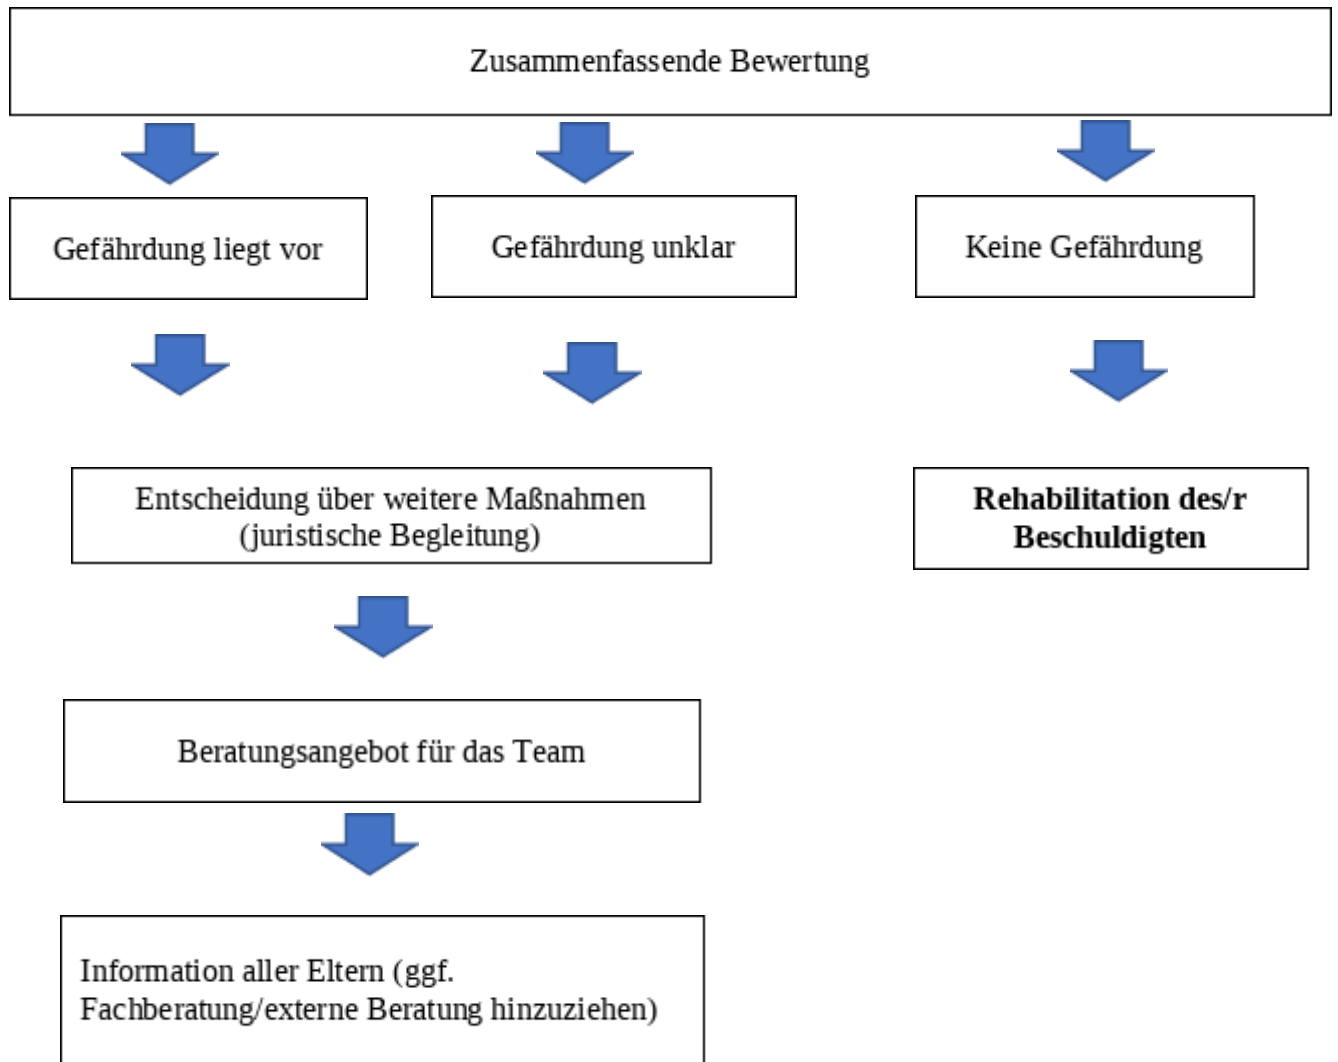 Zusammenfassende Bewertung
Gefährdung liegt vor
Gefährdung unklar
Keine Gefährdung
Entscheidung über weitere Maßnahmen
(juristische Begleitung)
Rehabilitation des/r
Beschuldigten
Beratungsangebot für das Team
Information aller Eltern (ggf.
Fachberatung/externe Beratung hinzuziehen)